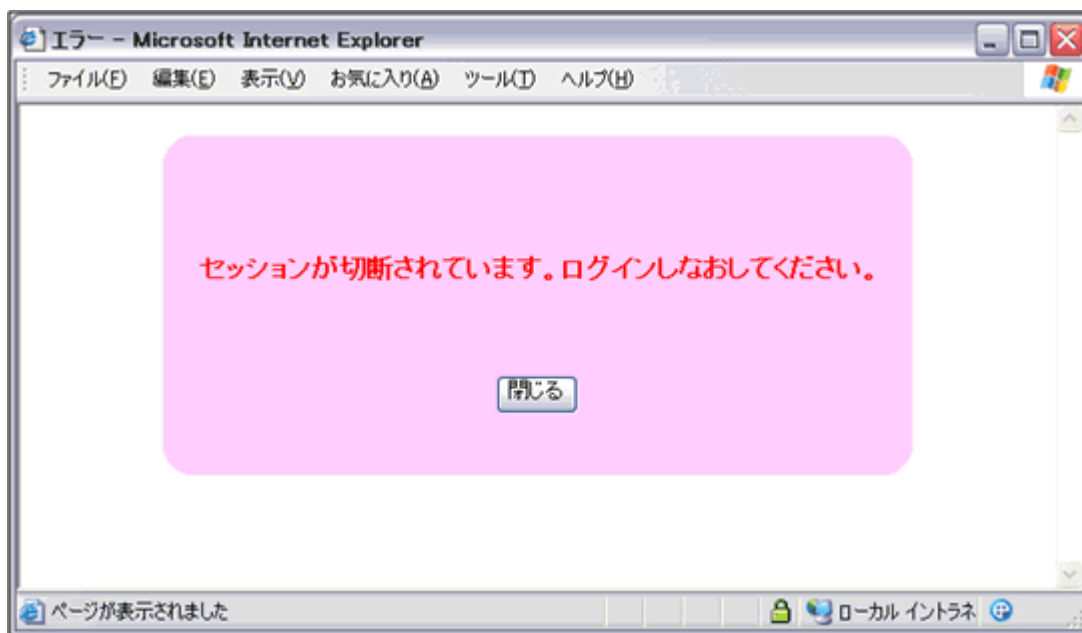 エラー - Microsoft Internet Explorer
ファイル(F) 編集(E) 表示(V) お気に入り(A) ツール(T) ヘルプ(H)
セッションが切断されています。ログインしなおしてください。
閉じる
ページが表示されました ローカル イントラネ